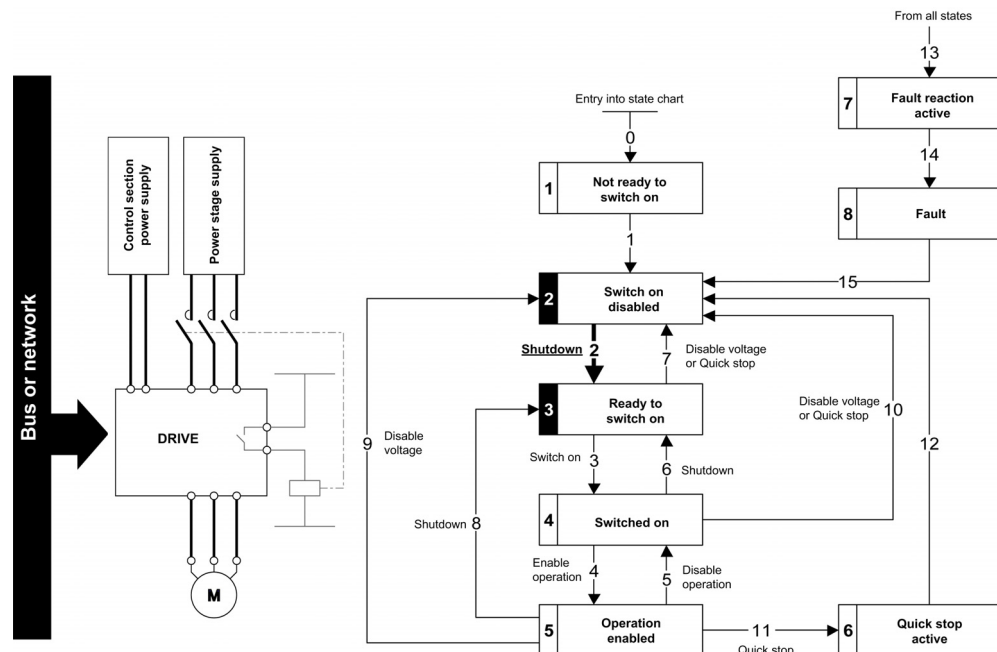 Bus or network
Control section
power supply
Power stage supply
DRIVE
M
From all states
13
7
Fault reaction
active
14
8
Fault
15
Entry into state chart
0
1
Not ready to
switch on
1
2
Switch on
disabled
Shutdown 2
7
Disable voltage
or Quick stop
3
Ready to
switch on
Switch on 3
6 Shutdown
4
Switched on
Enable
operation 4
5 Disable
operation
5
Operation
enabled
Shutdown 8
9 Disable
voltage
Disable voltage
or Quick stop
10
12
11
Quick stop
6
Quick stop
active